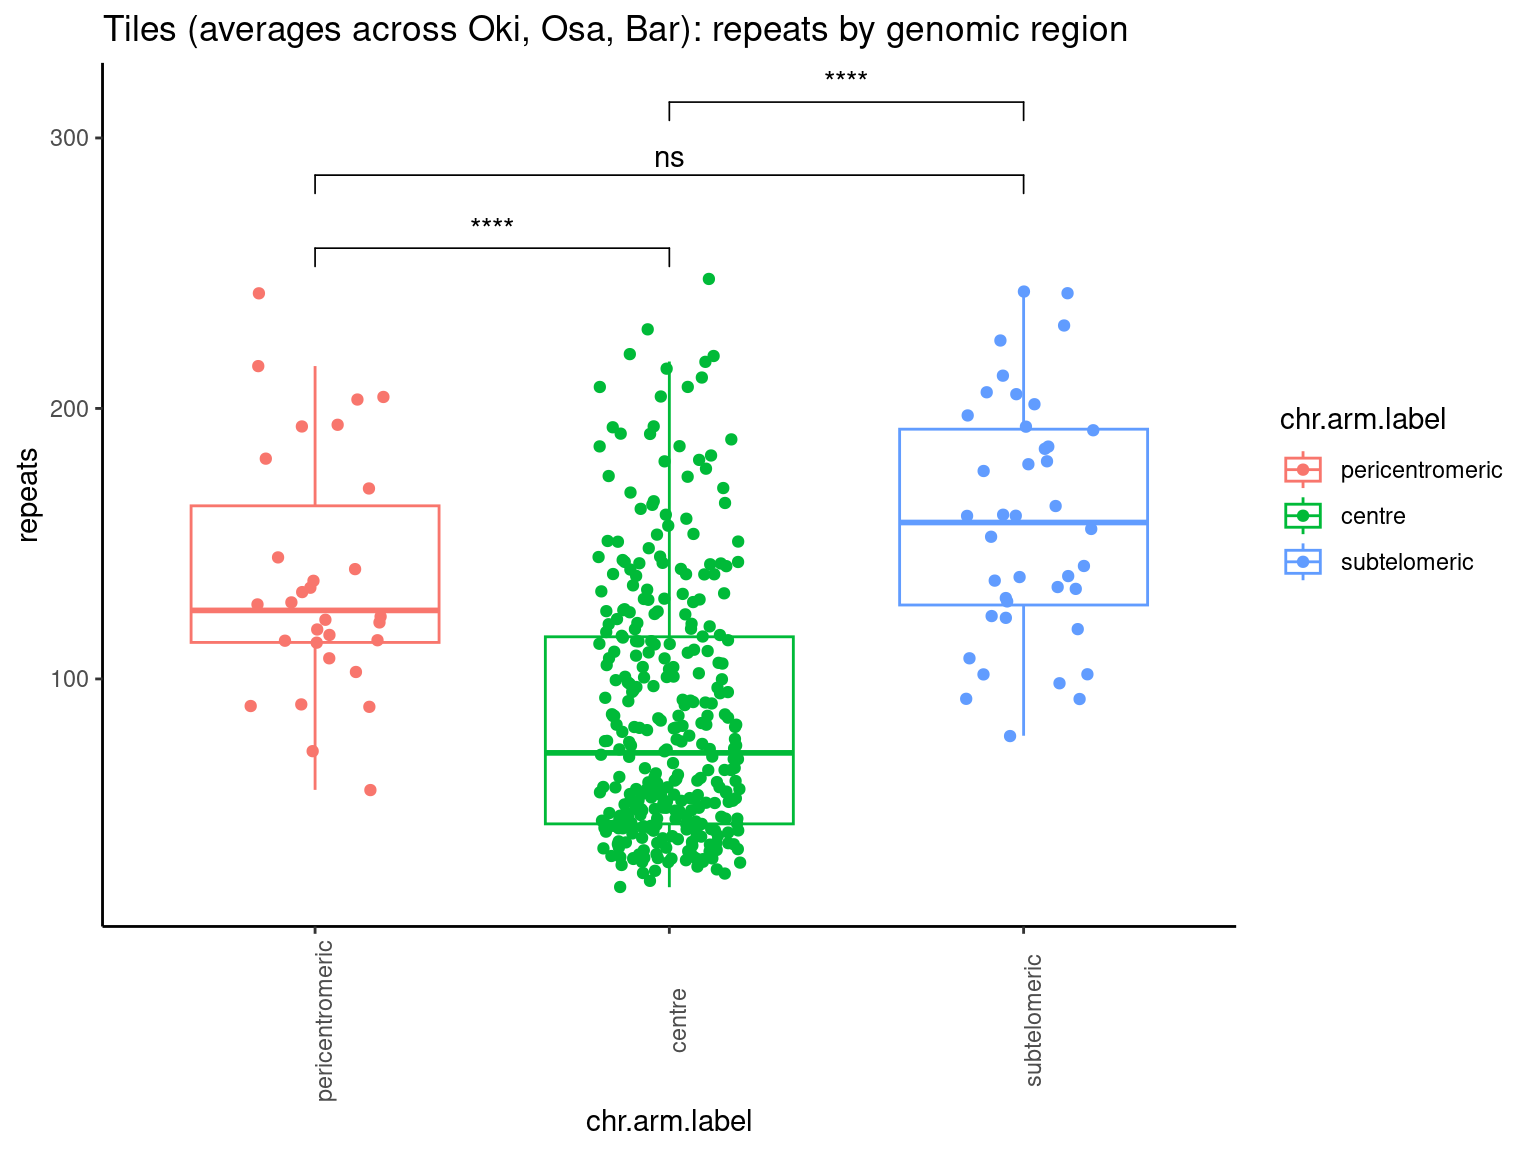 Tiles (averages across Oki, Osa, Bar): repeats by genomic region
****
ns
****
300
200
100
repeats
pericentromeric
centre
subtelomeric
chr.arm.label
chr.arm.label
pericentromeric
centre
subtelomeric